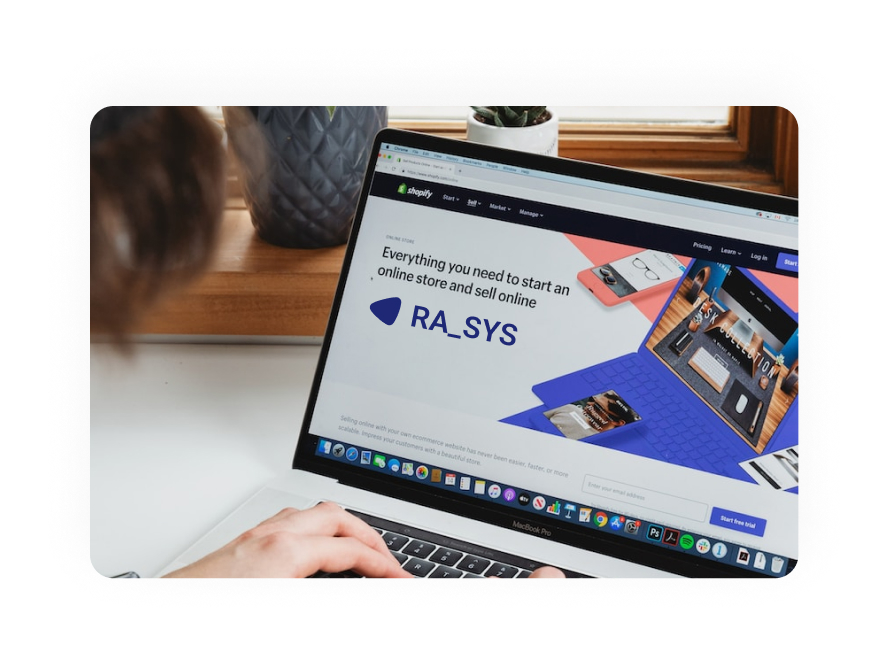 shopify
Start Sell Market Manage
Pricing Learn Log in Start
ONLINE STORE
Everything you need to start an
online store and sell online
RA_SYS
DESK COLLECTION
Selling online with your own ecommerce website has never been easier, faster, or more
scalable. Impress your customers with a beautiful store.
Enter your email address
Start free trial
MacBook Pro